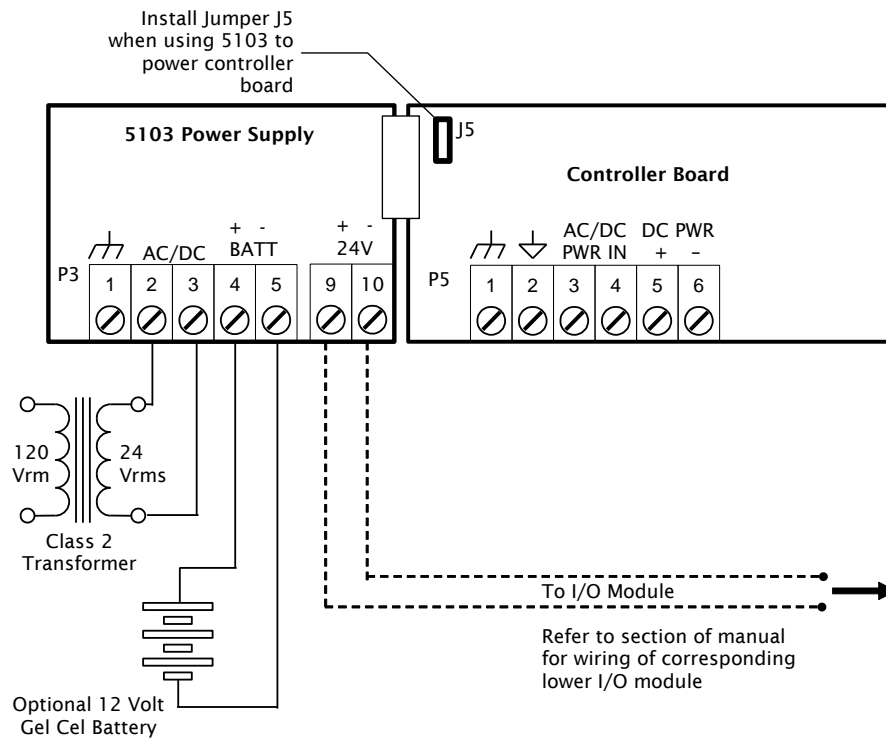 Install Jumper J5
when using 5103 to
power controller
board
5103 Power Supply
J5
Controller Board
+ -
BATT
AC/DC
+ -
24V
P3
1 2 3 4 5 9 10
AC/DC
PWR IN
DC PWR
+ –
P5
1 2 3 4 5 6
120
Vrm
24
Vrms
Class 2
Transformer
To I/O Module
Refer to section of manual
for wiring of corresponding
lower I/O module
Optional 12 Volt
Gel Cel Battery